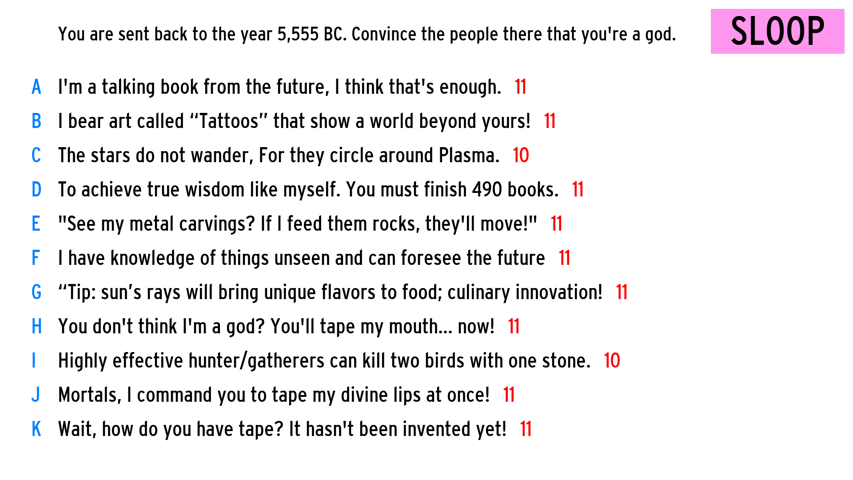 You are sent back to the year 5,555 BC. Convince the people there that you're a god.
SLOOP
A I'm a talking book from the future, I think that's enough. 11
B I bear art called “Tattoos” that show a world beyond yours! 11
C The stars do not wander, For they circle around Plasma. 10
D To achieve true wisdom like myself. You must finish 490 books. 11
E "See my metal carvings? If I feed them rocks, they'll move!" 11
F I have knowledge of things unseen and can foresee the future 11
G “Tip: sun’s rays will bring unique flavors to food; culinary innovation! 11
H You don't think I'm a god? You'll tape my mouth... now! 11
I Highly effective hunter/gatherers can kill two birds with one stone. 10
J Mortals, I command you to tape my divine lips at once! 11
K Wait, how do you have tape? It hasn't been invented yet! 11